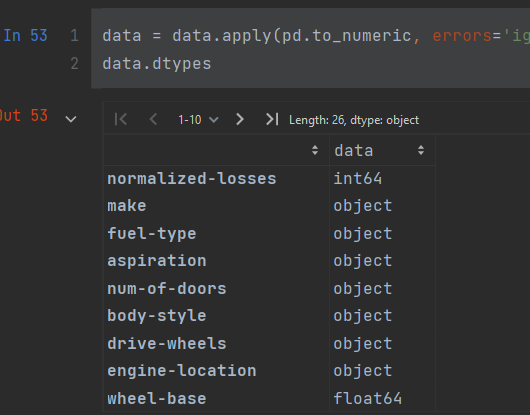 In 53
1 data = data.apply(pd.to_numeric, errors='ig
2 data.dtypes
Out 53
1-10
Length: 26, dtype: object
data
normalized-losses int64
make object
fuel-type object
aspiration object
num-of-doors object
body-style object
drive-wheels object
engine-location object
wheel-base float64